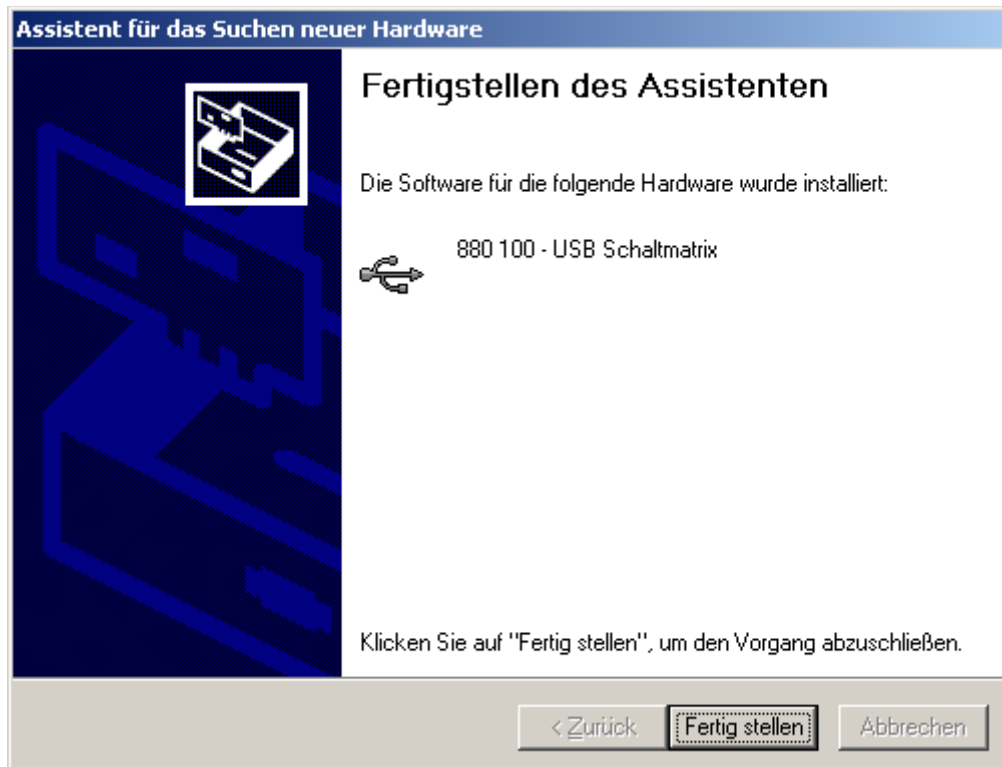 Assistent für das Suchen neuer Hardware
Fertigstellen des Assistenten
Die Software für die folgende Hardware wurde installiert:
880 100 - USB Schaltmatrix
Klicken Sie auf "Fertig stellen", um den Vorgang abzuschließen.
< Zurück Fertig stellen Abbrechen